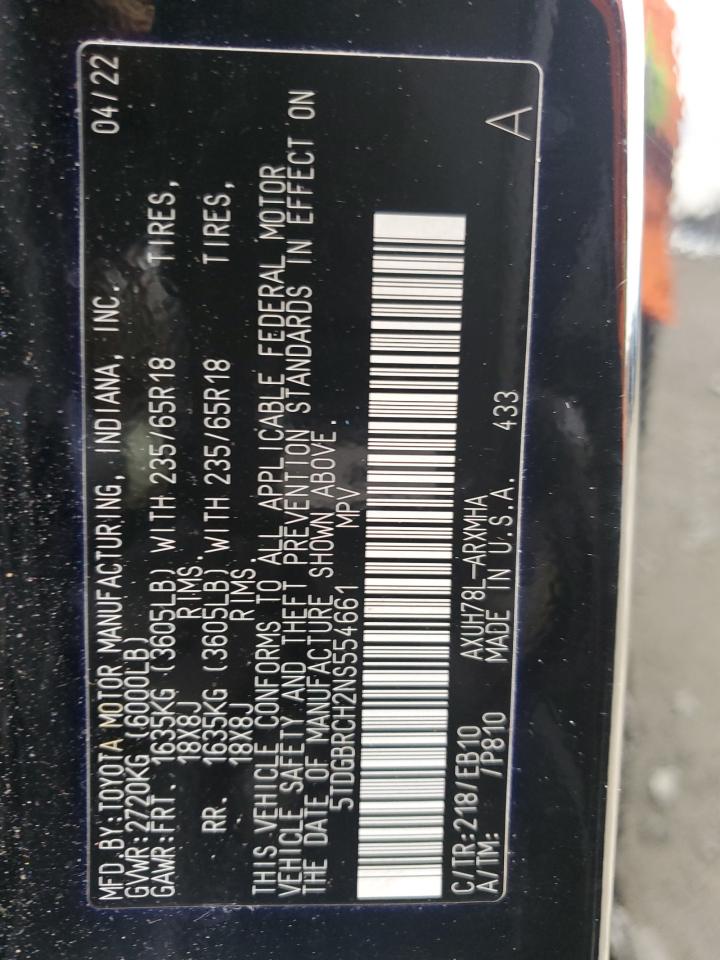 MFD.BY:TOYOTA MOTOR MANUFACTURING, INDIANA, INC. 04/22
GVWR:2720KG (6000LB)
GAWR:FRT. 1635KG (3605LB) WITH 235/65R18 TIRES,
18X8J RIMS.
RR. 1635KG (3605LB) WITH 235/65R18 TIRES,
18X8J RIMS.
THIS VEHICLE CONFORMS TO ALL APPLICABLE FEDERAL MOTOR
VEHICLE SAFETY AND THEFT PREVENTION STANDARDS IN EFFECT ON
THE DATE OF MANUFACTURE SHOWN ABOVE.
5TDGBRCH2NS554661 MPV
C/TR:218/EB10 AXUH78L-ARXMHA
A/TM: /P810 MADE IN U.S.A. 433 A